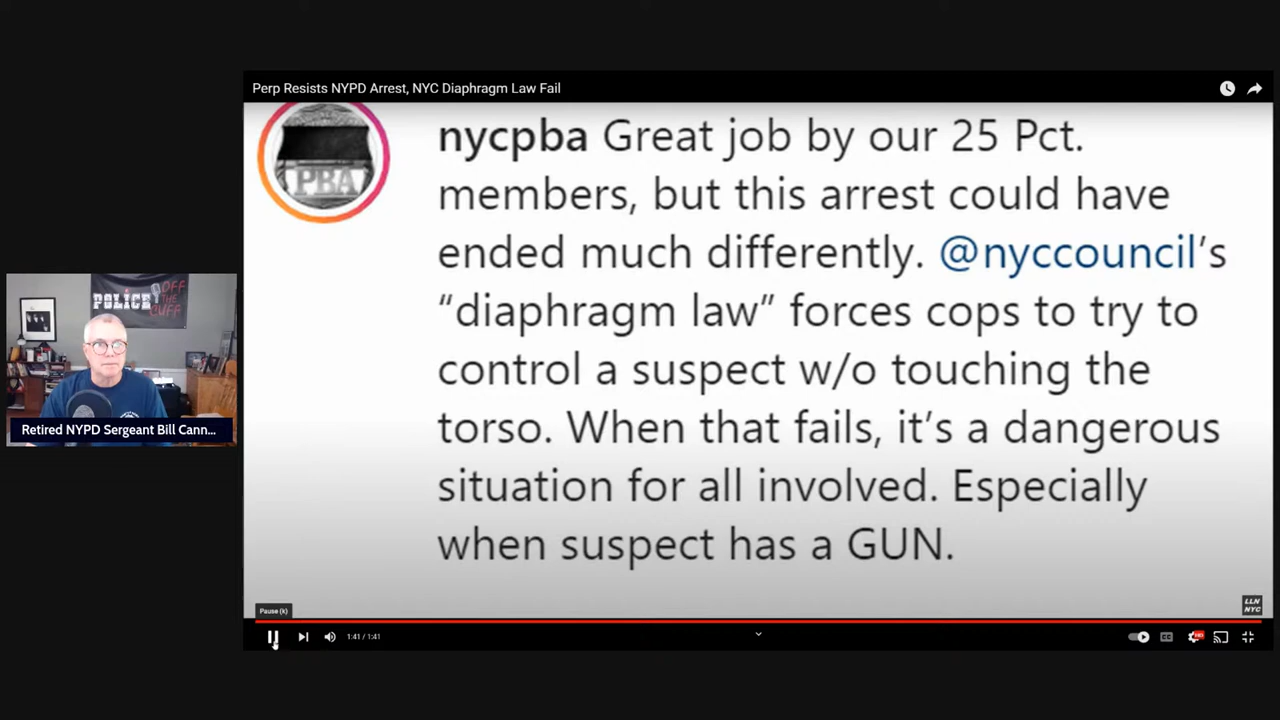 Perp Resists NYPD Arrest, NYC Diaphragm Law Fail
PBA
nycpba Great job by our 25 Pct.
members, but this arrest could have
ended much differently. @nyccouncil's
“diaphragm law” forces cops to try to
control a suspect w/o touching the
torso. When that fails, it's a dangerous
situation for all involved. Especially
when suspect has a GUN.
POLICE OFF
THE
CUFF
Retired NYPD Sergeant Bill Cann...
LLN
NYC
Pause (k)
1:41 / 1:41
CC
HD